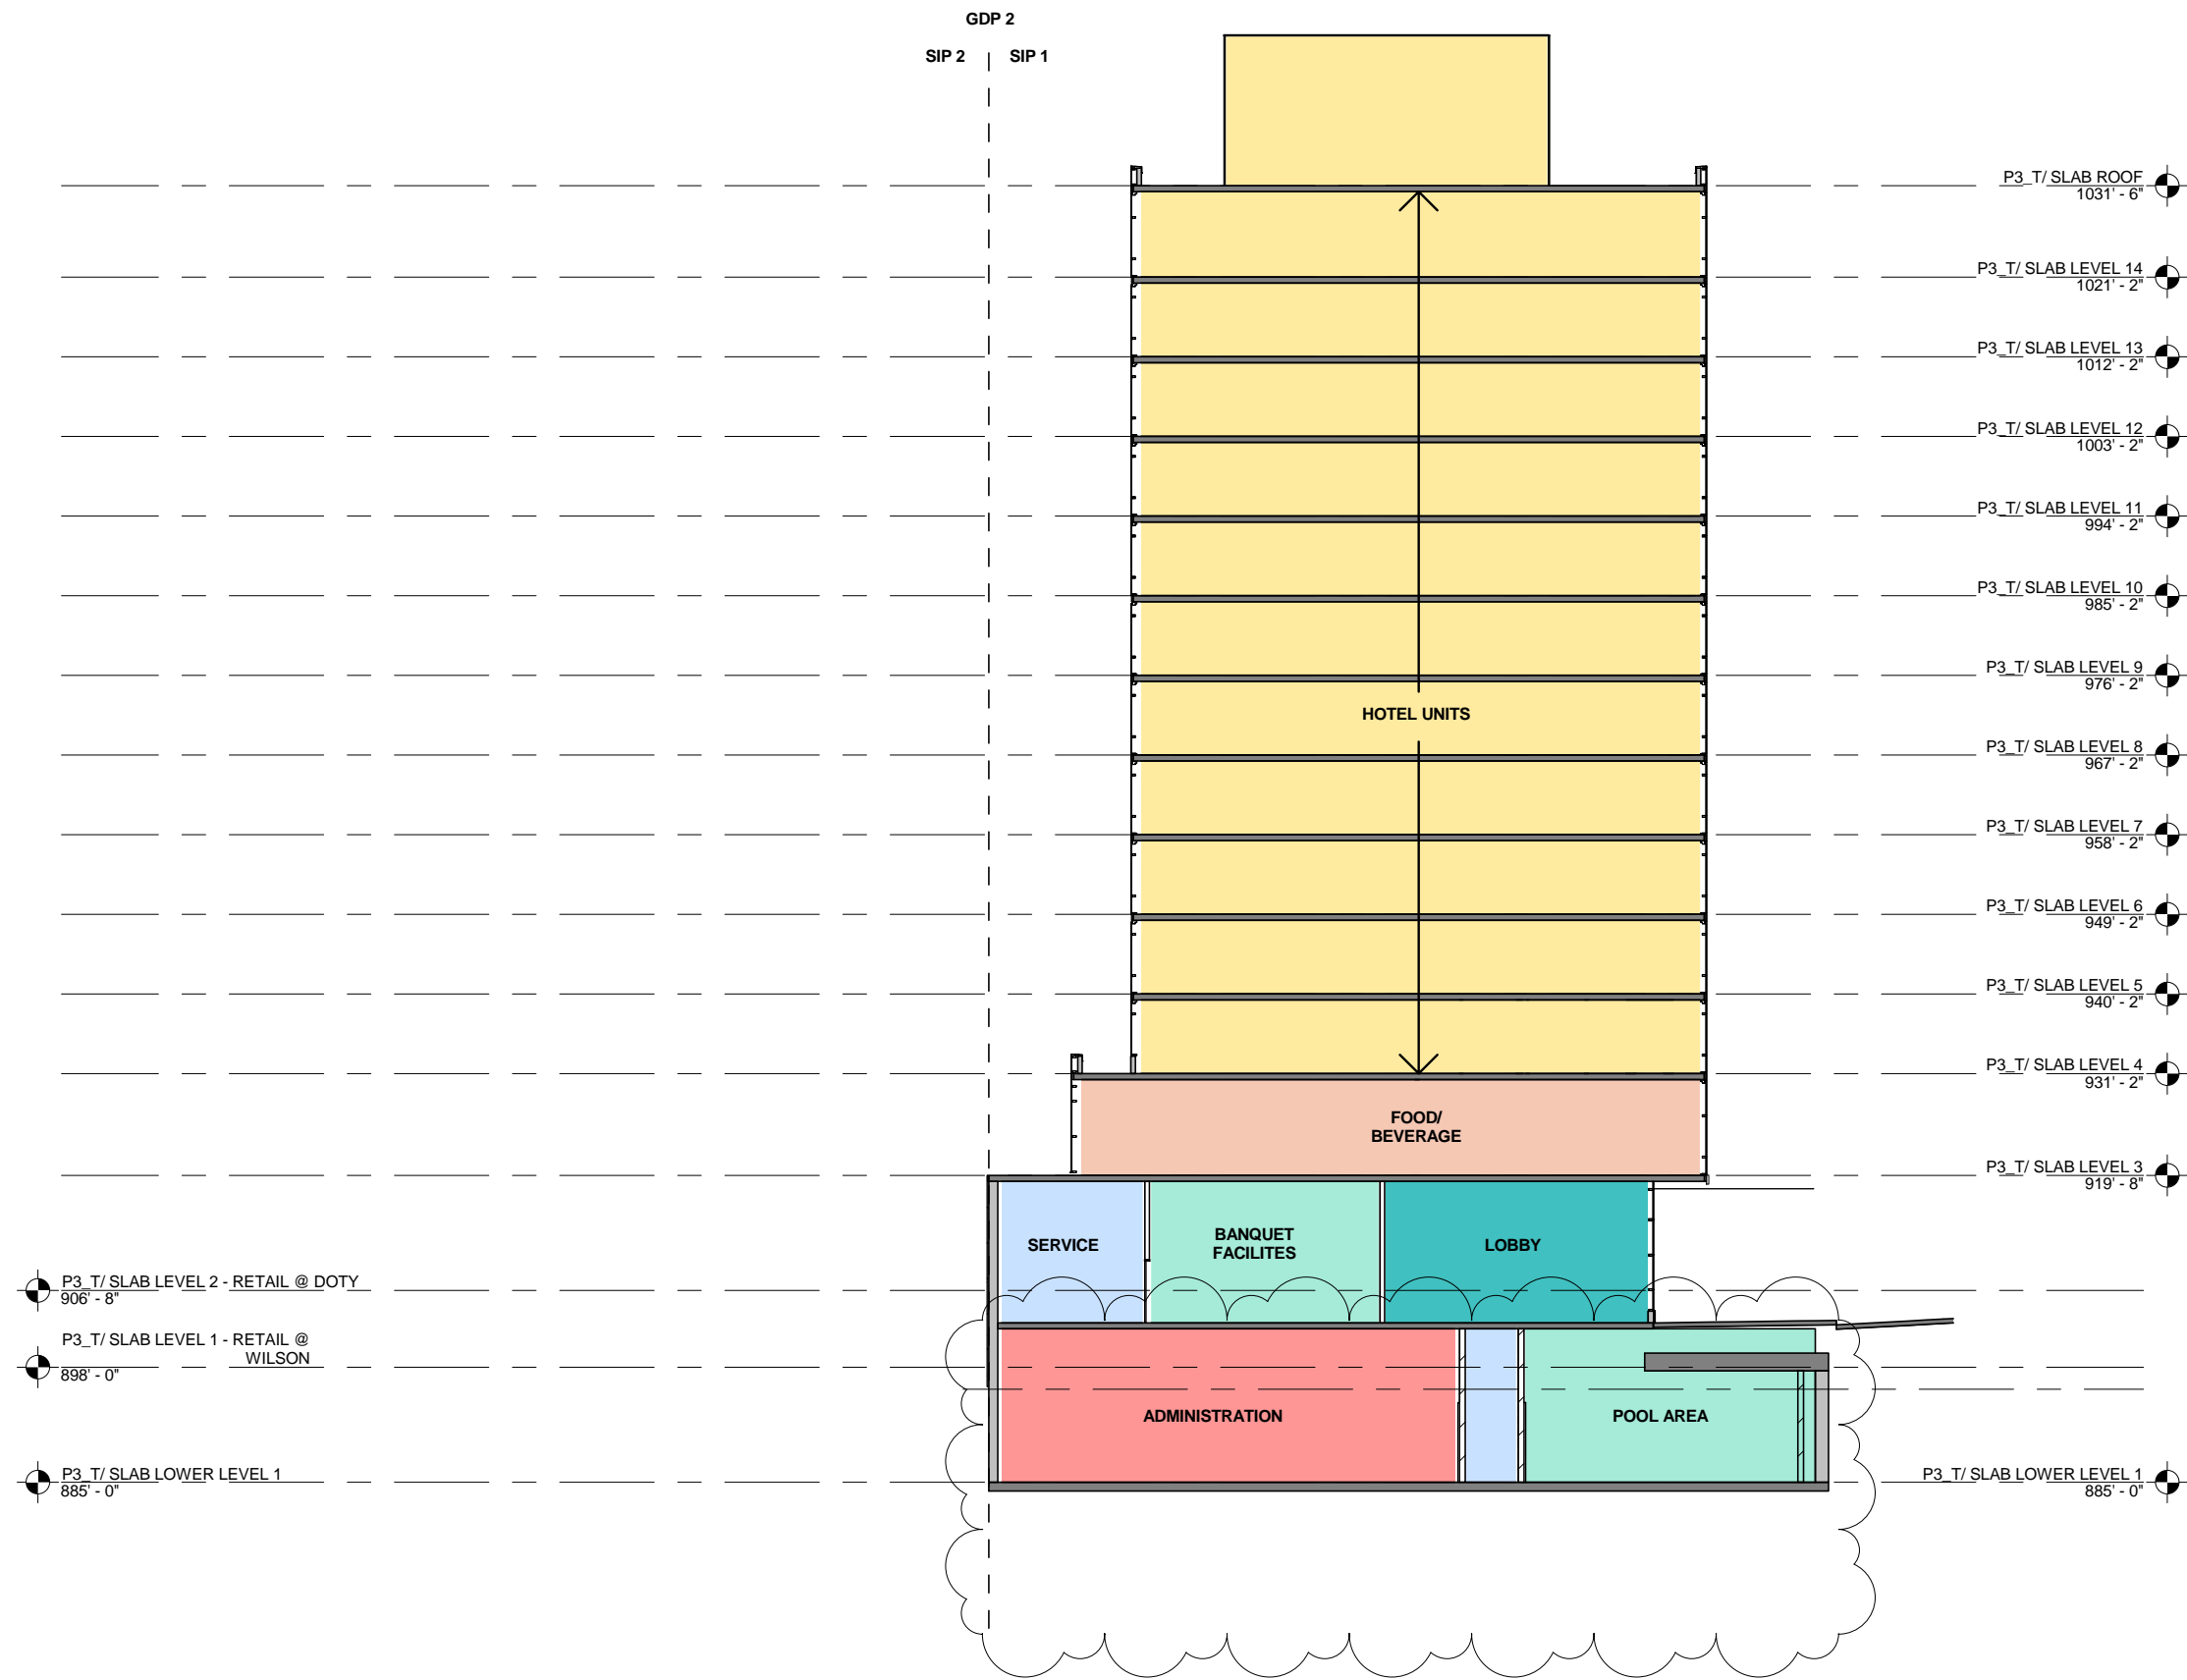 GDP 2
SIP 2
SIP 1
P3_T/ SLAB ROOF
1031' - 6"
P3_T/ SLAB LEVEL 14
1021' - 2"
P3_T/ SLAB LEVEL 13
1012' - 2"
P3_T/ SLAB LEVEL 12
1003' - 2"
P3_T/ SLAB LEVEL 11
994' - 2"
P3_T/ SLAB LEVEL 10
985' - 2"
P3_T/ SLAB LEVEL 9
976' - 2"
HOTEL UNITS
P3_T/ SLAB LEVEL 8
967' - 2"
P3_T/ SLAB LEVEL 7
958' - 2"
P3_T/ SLAB LEVEL 6
949' - 2"
P3_T/ SLAB LEVEL 5
940' - 2"
P3_T/ SLAB LEVEL 4
931' - 2"
FOOD/
BEVERAGE
P3_T/ SLAB LEVEL 3
919' - 8"
SERVICE
BANQUET
FACILITES
LOBBY
P3_T/ SLAB LEVEL 2 - RETAIL @ DOTY
906' - 8"
P3_T/ SLAB LEVEL 1 - RETAIL @
WILSON
898' - 0"
ADMINISTRATION
POOL AREA
P3_T/ SLAB LOWER LEVEL 1
885' - 0"
P3_T/ SLAB LOWER LEVEL 1
885' - 0"